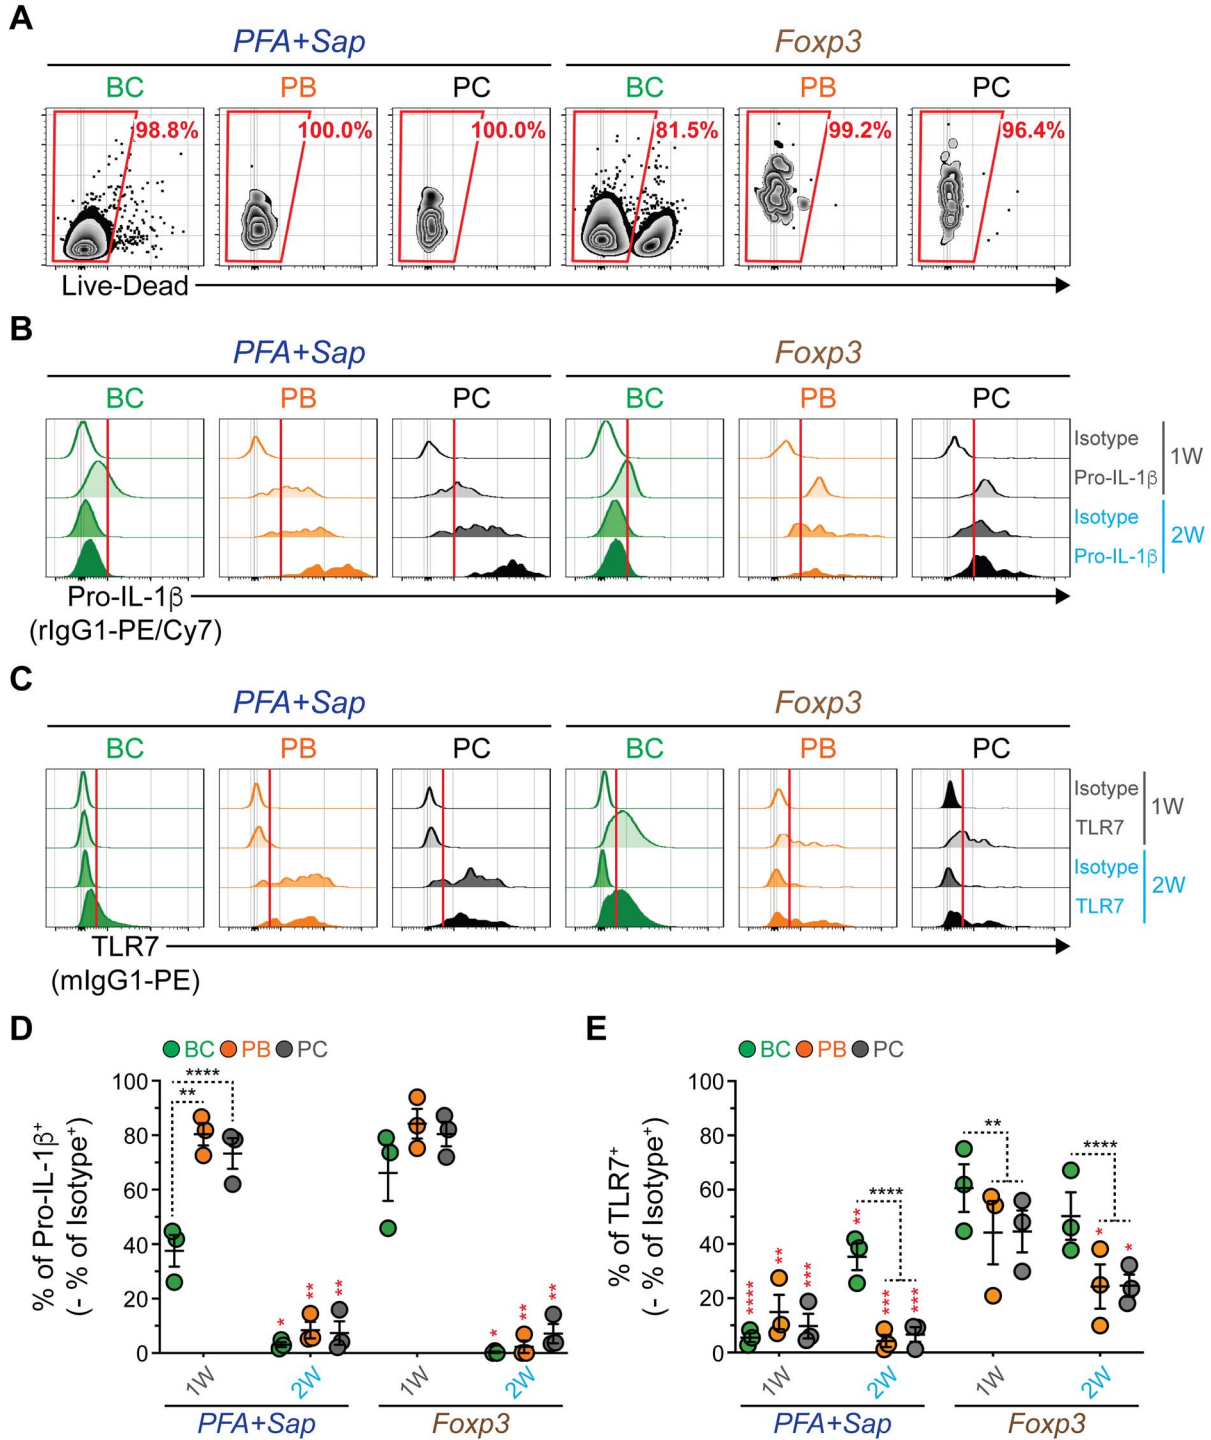 A
PFA+Sap Foxp3
BC PB PC BC PB PC
98.8% 100.0% 100.0% 81.5% 99.2% 96.4%
Live-Dead
B
PFA+Sap Foxp3
BC PB PC BC PB PC
Isotype
Pro-IL-1β
1W
Isotype
Pro-IL-1β
2W
Pro-IL-1β
(rIgG1-PE/Cy7)
C
PFA+Sap Foxp3
BC PB PC BC PB PC
Isotype
TLR7
1W
Isotype
TLR7
2W
TLR7
(mIgG1-PE)
D
BC PB PC
% of Pro-IL-1β+
(- % of Isotype+)
100
80
60
40
20
0
****
**
* ** ** * ** **
1W 2W 1W 2W
PFA+Sap Foxp3
E
BC PB PC
% of TLR7+
(- % of Isotype+)
100
80
60
40
20
0
** ****
****
**** ** *** ** *** *** * *
1W 2W 1W 2W
PFA+Sap Foxp3